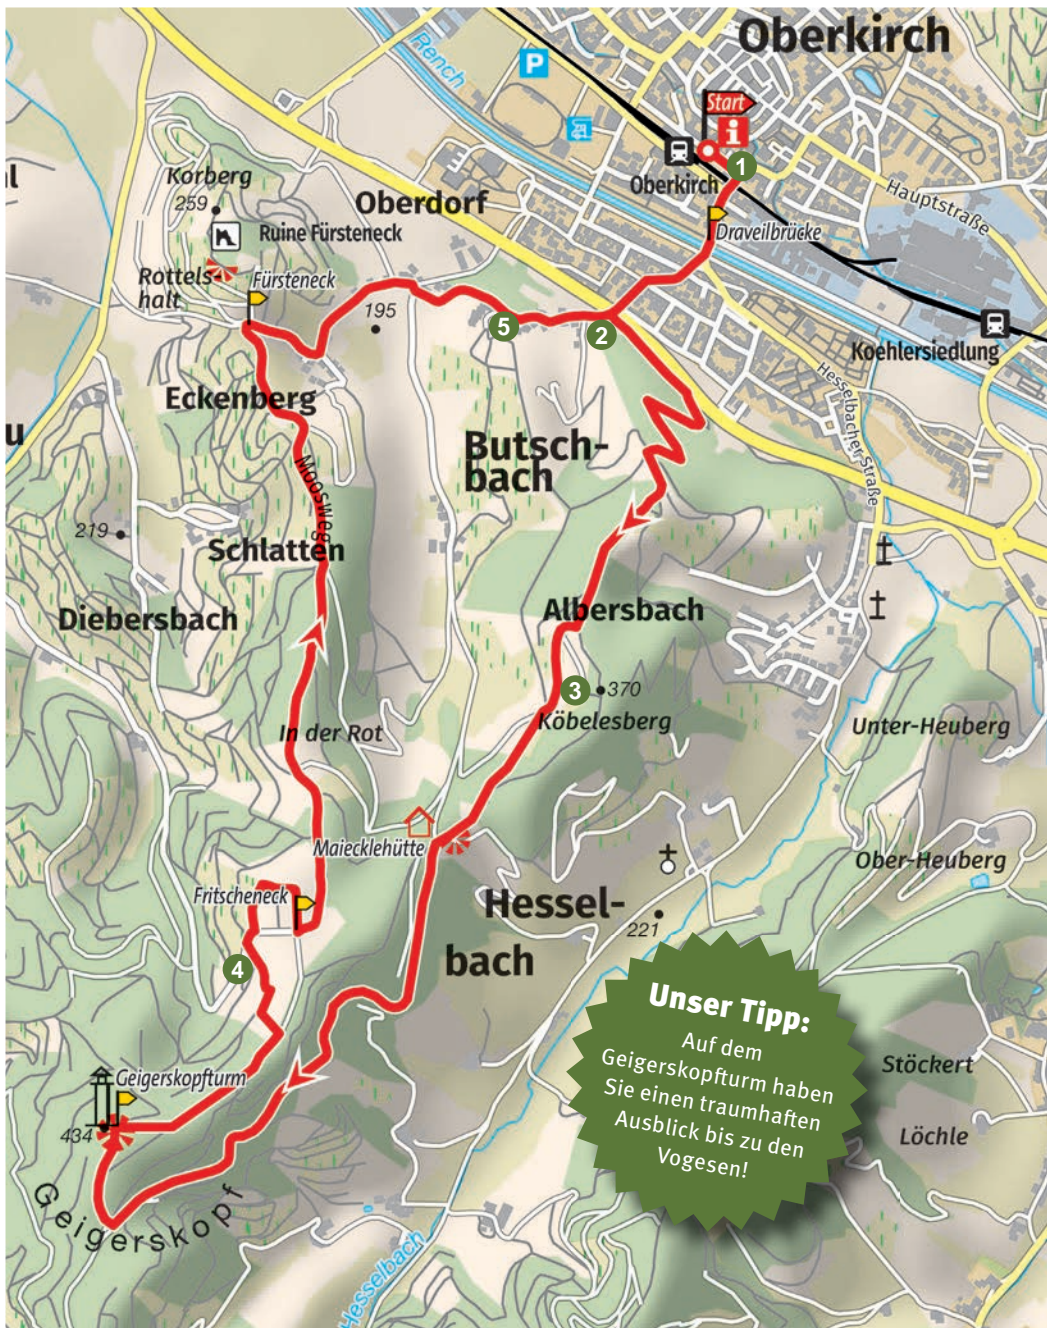 Oberkirch
Rench
P
Start
i
1
Oberkirch
Hauptstraße
Draveilbrücke
Korberg
259
Oberdorf
Ruine Fürsteneck
Rottels-
halt
Fürsteneck
195
5
2
Koehlersiedlung
Hesselbacher Straße
Eckenberg
Butsch-
bach
Moosweg
219
Schlatten
Diebersbach
Albersbach
3
370
Köbelesberg
In der Rot
Unter-Heuberg
Maiecklehütte
Ober-Heuberg
Fritscheneck
Hessel-
bach
221
4
Unser Tipp:
Auf dem
Geigerskopfturm haben
Sie einen traumhaften
Ausblick bis zu den
Vogesen!
Stöckert
Löchle
Geigerskopfturm
434
Geigerskopf
Hesselbach